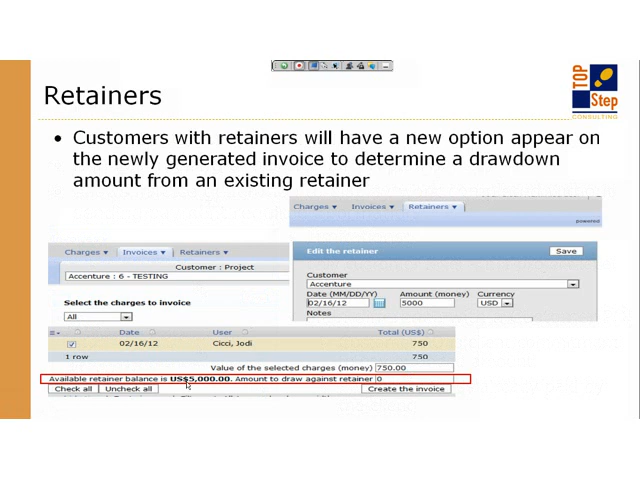 Retainers
TOP
Step
CONSULTING
• Customers with retainers will have a new option appear on
the newly generated invoice to determine a drawdown
amount from an existing retainer
Charges Invoices Retainers
powered
Edit the retainer Save
Customer
Accenture
Date (MM/DD/YY) Amount (money) Currency
02/16/12 5000 USD
Notes
Charges Invoices Retainers
Customer : Project
Accenture : 6 - TESTING
Select the charges to invoice
All
Date User Total (US$)
02/16/12 Cicci, Jodi 750
1 row 750
Value of the selected charges (money) 750.00
Available retainer balance is US$5,000.00. Amount to draw against retainer 0
Check all Uncheck all Create the invoice